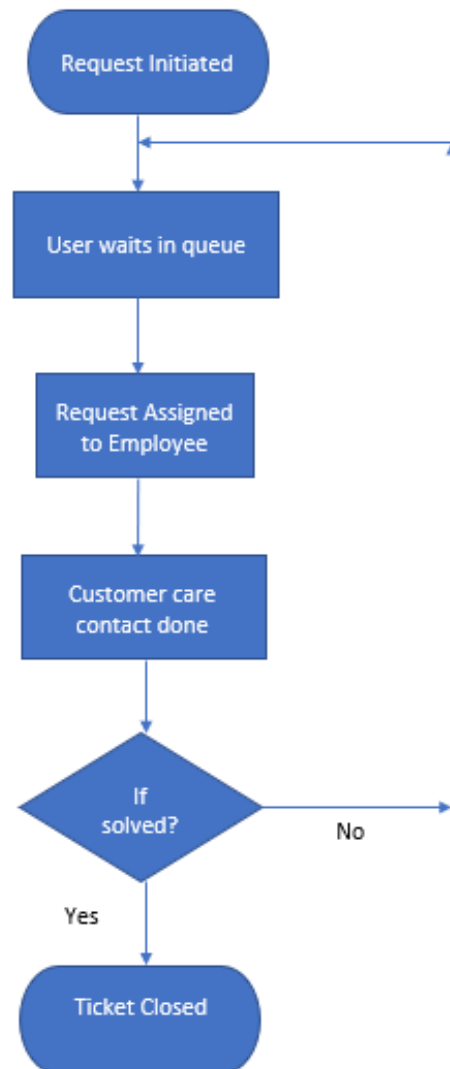 Request Initiated
User waits in queue
Request Assigned
to Employee
Customer care
contact done
If
solved?
No
Yes
Ticket Closed